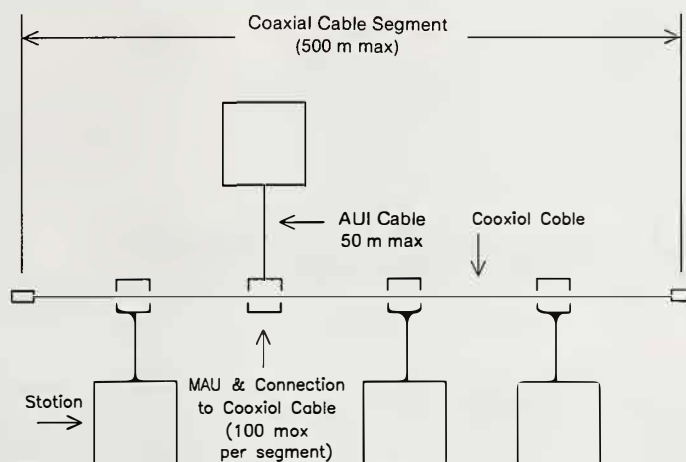 Coaxial Cable Segment
(500 m max)
AUI Cable
50 m max
Cooxiol Coble
Station
MAU & Connection
to Cooxiol Cable
(100 mox
per segment)